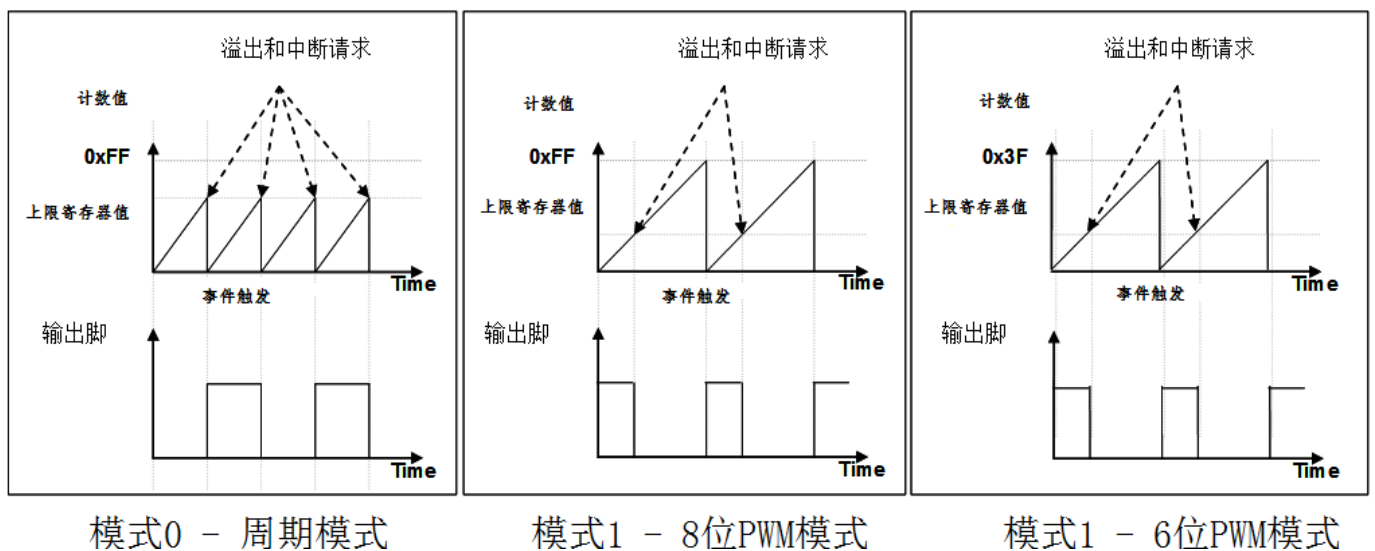 溢出和中断请求
计数值
0xFF
上限寄存器值
Time
事件触发
输出脚
Time
模式0 - 周期模式
溢出和中断请求
计数值
0xFF
上限寄存器值
Time
事件触发
输出脚
Time
模式1 - 8位PWM模式
溢出和中断请求
计数值
0x3F
上限寄存器值
Time
事件触发
输出脚
Time
模式1 - 6位PWM模式